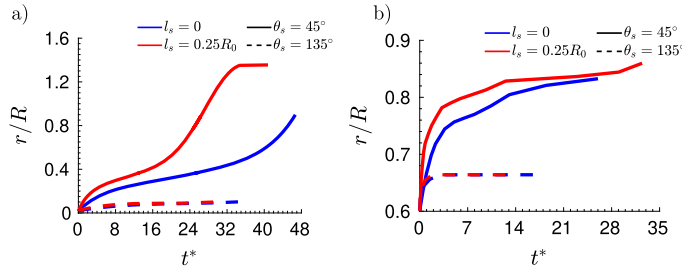 a)
l_s = 0 θ_s = 45°
l_s = 0.25R_0 θ_s = 135°
1.6
1.2
0.8
0.4
0
r/R
0 8 16 24 32 40 48
t*
b)
l_s = 0 θ_s = 45°
l_s = 0.25R_0 θ_s = 135°
0.9
0.8
0.7
0.6
r/R
0 7 14 21 28 35
t*